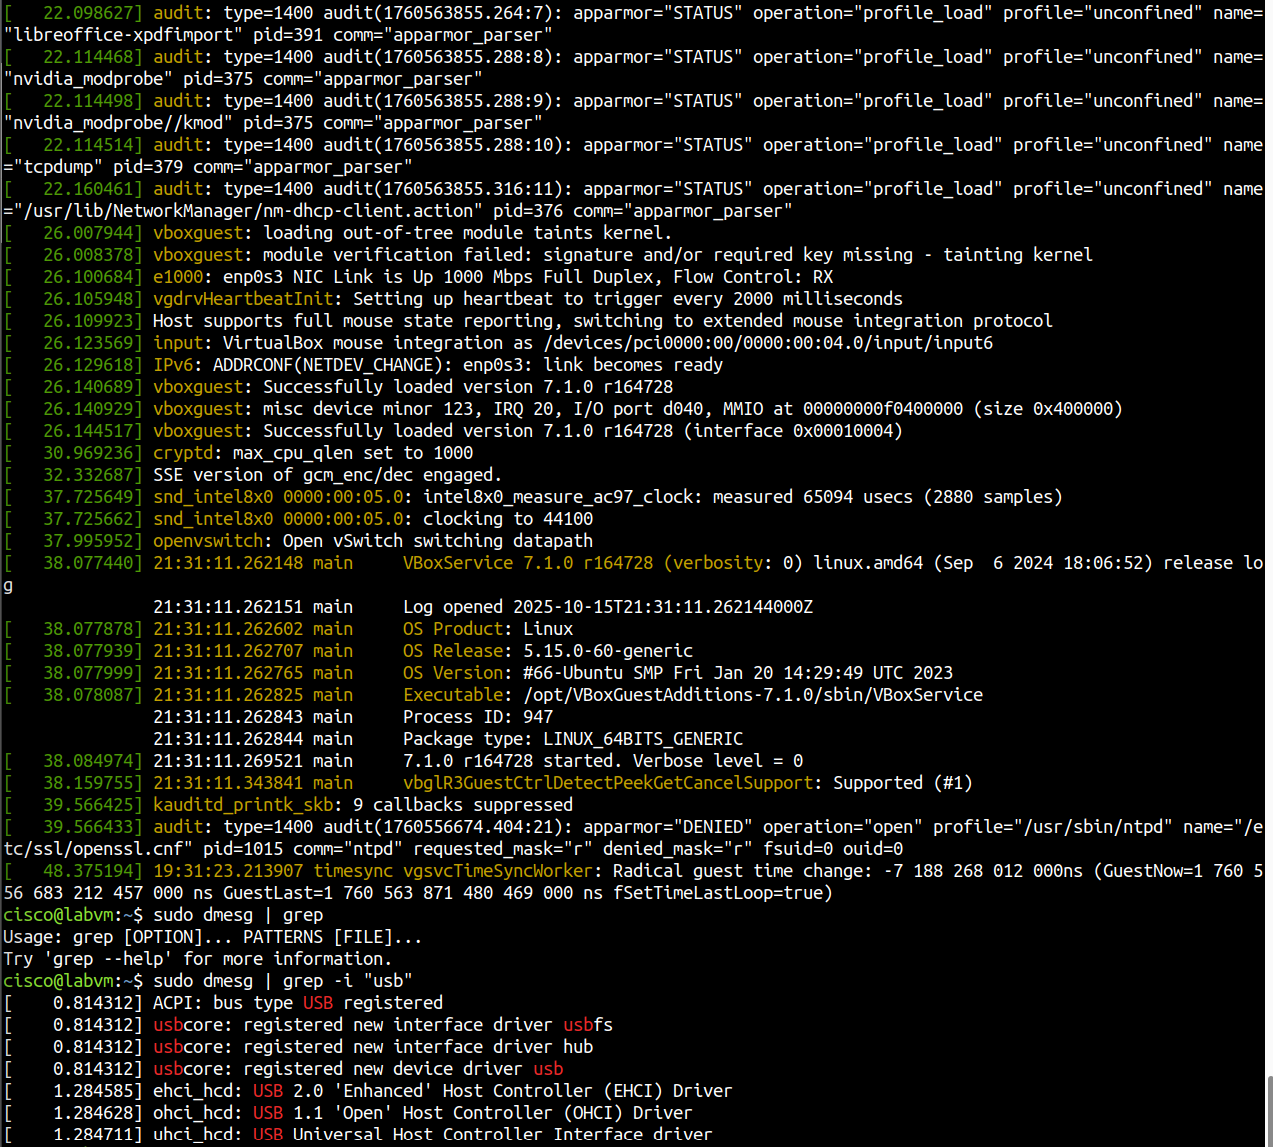 [   22.098627] audit: type=1400 audit(1760563855.264:7): apparmor="STATUS" operation="profile_load" profile="unconfined" name=
"libreoffice-xpdfimport" pid=391 comm="apparmor_parser"
[   22.114468] audit: type=1400 audit(1760563855.288:8): apparmor="STATUS" operation="profile_load" profile="unconfined" name=
"nvidia_modprobe" pid=375 comm="apparmor_parser"
[   22.114498] audit: type=1400 audit(1760563855.288:9): apparmor="STATUS" operation="profile_load" profile="unconfined" name=
"nvidia_modprobe//kmod" pid=375 comm="apparmor_parser"
[   22.114514] audit: type=1400 audit(1760563855.288:10): apparmor="STATUS" operation="profile_load" profile="unconfined" name
="tcpdump" pid=379 comm="apparmor_parser"
[   22.160461] audit: type=1400 audit(1760563855.316:11): apparmor="STATUS" operation="profile_load" profile="unconfined" name
="/usr/lib/NetworkManager/nm-dhcp-client.action" pid=376 comm="apparmor_parser"
[   26.007944] vboxguest: loading out-of-tree module taints kernel.
[   26.008378] vboxguest: module verification failed: signature and/or required key missing - tainting kernel
[   26.100684] e1000: enp0s3 NIC Link is Up 1000 Mbps Full Duplex, Flow Control: RX
[   26.105948] vgdrvHeartbeatInit: Setting up heartbeat to trigger every 2000 milliseconds
[   26.109923] Host supports full mouse state reporting, switching to extended mouse integration protocol
[   26.123569] input: VirtualBox mouse integration as /devices/pci0000:00/0000:00:04.0/input/input6
[   26.129618] IPv6: ADDRCONF(NETDEV_CHANGE): enp0s3: link becomes ready
[   26.140689] vboxguest: Successfully loaded version 7.1.0 r164728
[   26.140929] vboxguest: misc device minor 123, IRQ 20, I/O port d040, MMIO at 00000000f0400000 (size 0x400000)
[   26.144517] vboxguest: Successfully loaded version 7.1.0 r164728 (interface 0x00010004)
[   30.969236] cryptd: max_cpu_qlen set to 1000
[   32.332687] SSE version of gcm_enc/dec engaged.
[   37.725649] snd_intel8x0 0000:00:05.0: intel8x0_measure_ac97_clock: measured 65094 usecs (2880 samples)
[   37.725662] snd_intel8x0 0000:00:05.0: clocking to 44100
[   37.995952] openvswitch: Open vSwitch switching datapath
[   38.077440] 21:31:11.262148 main     VBoxService 7.1.0 r164728 (verbosity: 0) linux.amd64 (Sep  6 2024 18:06:52) release lo
g
               21:31:11.262151 main     Log opened 2025-10-15T21:31:11.262144000Z
[   38.077878] 21:31:11.262602 main     OS Product: Linux
[   38.077939] 21:31:11.262707 main     OS Release: 5.15.0-60-generic
[   38.077999] 21:31:11.262765 main     OS Version: #66-Ubuntu SMP Fri Jan 20 14:29:49 UTC 2023
[   38.078087] 21:31:11.262825 main     Executable: /opt/VBoxGuestAdditions-7.1.0/sbin/VBoxService
               21:31:11.262843 main     Process ID: 947
               21:31:11.262844 main     Package type: LINUX_64BITS_GENERIC
[   38.084974] 21:31:11.269521 main     7.1.0 r164728 started. Verbose level = 0
[   38.159755] 21:31:11.343841 main     vbglR3GuestCtrlDetectPeekGetCancelSupport: Supported (#1)
[   39.566425] kauditd_printk_skb: 9 callbacks suppressed
[   39.566433] audit: type=1400 audit(1760556674.404:21): apparmor="DENIED" operation="open" profile="/usr/sbin/ntpd" name="/e
tc/ssl/openssl.cnf" pid=1015 comm="ntpd" requested_mask="r" denied_mask="r" fsuid=0 ouid=0
[   48.375194] 19:31:23.213907 timesync vgsvcTimeSyncWorker: Radical guest time change: -7 188 268 012 000ns (GuestNow=1 760 5
56 683 212 457 000 ns GuestLast=1 760 563 871 480 469 000 ns fSetTimeLastLoop=true)
cisco@labvm:~$ sudo dmesg | grep
Usage: grep [OPTION]... PATTERNS [FILE]...
Try 'grep --help' for more information.
cisco@labvm:~$ sudo dmesg | grep -i "usb"
[    0.814312] ACPI: bus type USB registered
[    0.814312] usbcore: registered new interface driver usbfs
[    0.814312] usbcore: registered new interface driver hub
[    0.814312] usbcore: registered new device driver usb
[    1.284585] ehci_hcd: USB 2.0 'Enhanced' Host Controller (EHCI) Driver
[    1.284628] ohci_hcd: USB 1.1 'Open' Host Controller (OHCI) Driver
[    1.284711] uhci_hcd: USB Universal Host Controller Interface driver